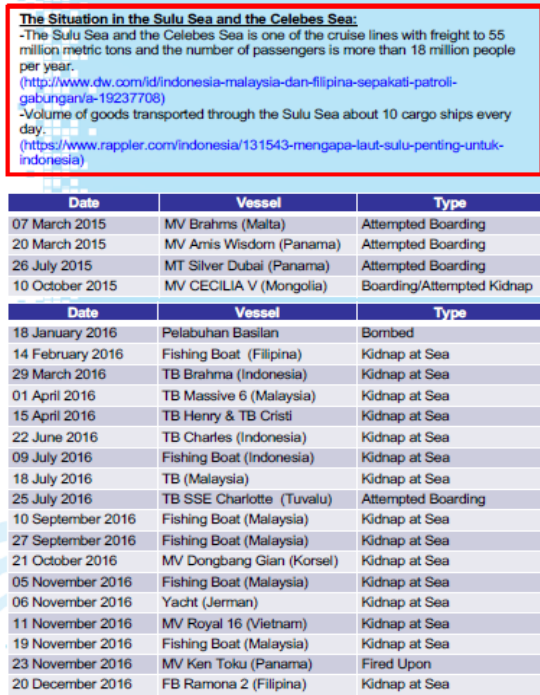 The Situation in the Sulu Sea and the Celebes Sea:
-The Sulu Sea and the Celebes Sea is one of the cruise lines with freight to 55
million metric tons and the number of passengers is more than 18 million people
per year.
(http://www.dw.com/id/indonesia-malaysia-dan-filipina-sepakati-patroli-
gabungan/a-19237708)
-Volume of goods transported through the Sulu Sea about 10 cargo ships every
day.
(https://www.rappler.com/indonesia/131543-mengapa-laut-sulu-penting-untuk-
indonesia)
Date Vessel Type
07 March 2015 MV Brahms (Malta) Attempted Boarding
20 March 2015 MV Amis Wisdom (Panama) Attempted Boarding
26 July 2015 MT Silver Dubai (Panama) Attempted Boarding
10 October 2015 MV CECILIA V (Mongolia) Boarding/Attempted Kidnap
Date Vessel Type
18 January 2016 Pelabuhan Basilan Bombed
14 February 2016 Fishing Boat (Filipina) Kidnap at Sea
29 March 2016 TB Brahma (Indonesia) Kidnap at Sea
01 April 2016 TB Massive 6 (Malaysia) Kidnap at Sea
15 April 2016 TB Henry & TB Cristi Kidnap at Sea
22 June 2016 TB Charles (Indonesia) Kidnap at Sea
09 July 2016 Fishing Boat (Indonesia) Kidnap at Sea
18 July 2016 TB (Malaysia) Kidnap at Sea
25 July 2016 TB SSE Charlotte (Tuvalu) Attempted Boarding
10 September 2016 Fishing Boat (Malaysia) Kidnap at Sea
27 September 2016 Fishing Boat (Malaysia) Kidnap at Sea
21 October 2016 MV Dongbang Gian (Korsel) Kidnap at Sea
05 November 2016 Fishing Boat (Malaysia) Kidnap at Sea
06 November 2016 Yacht (Jerman) Kidnap at Sea
11 November 2016 MV Royal 16 (Vietnam) Kidnap at Sea
19 November 2016 Fishing Boat (Malaysia) Kidnap at Sea
23 November 2016 MV Ken Toku (Panama) Fired Upon
20 December 2016 FB Ramona 2 (Filipina) Kidnap at Sea